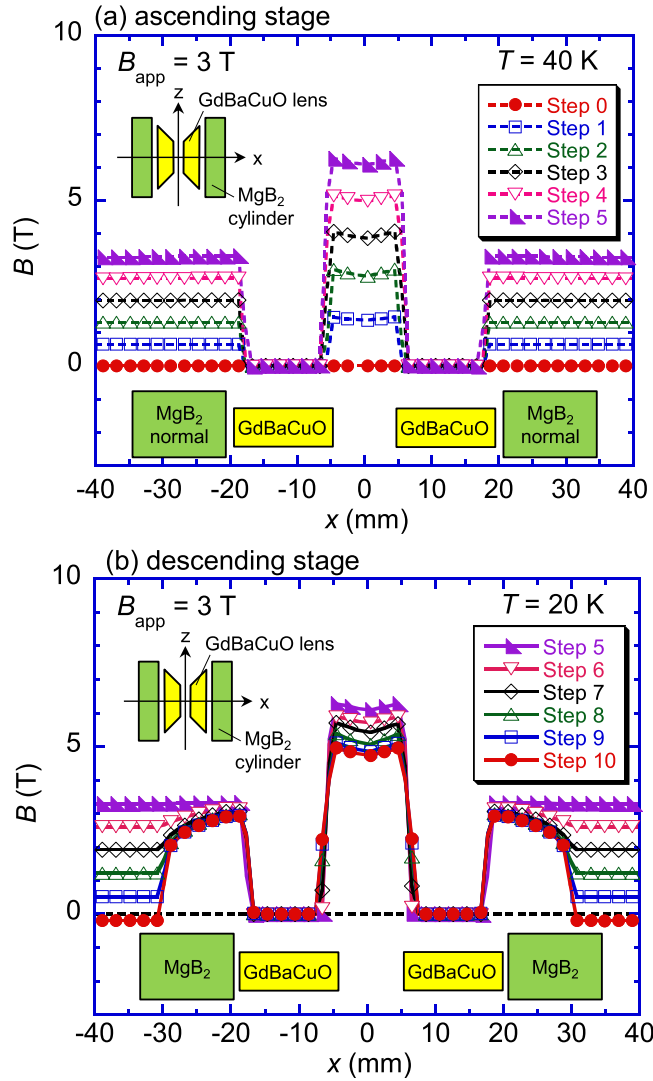 (a) ascending stage
10
B_app = 3 T
T = 40 K
z
GdBaCuO lens
x
MgB₂
cylinder
Step 0
Step 1
Step 2
Step 3
Step 4
Step 5
5
B (T)
0
MgB₂
normal
GdBaCuO
GdBaCuO
MgB₂
normal
-40 -30 -20 -10 0 10 20 30 40
x (mm)
(b) descending stage
10
B_app = 3 T
T = 20 K
z
GdBaCuO lens
x
MgB₂
cylinder
Step 5
Step 6
Step 7
Step 8
Step 9
Step 10
5
B (T)
0
MgB₂
GdBaCuO
GdBaCuO
MgB₂
-40 -30 -20 -10 0 10 20 30 40
x (mm)